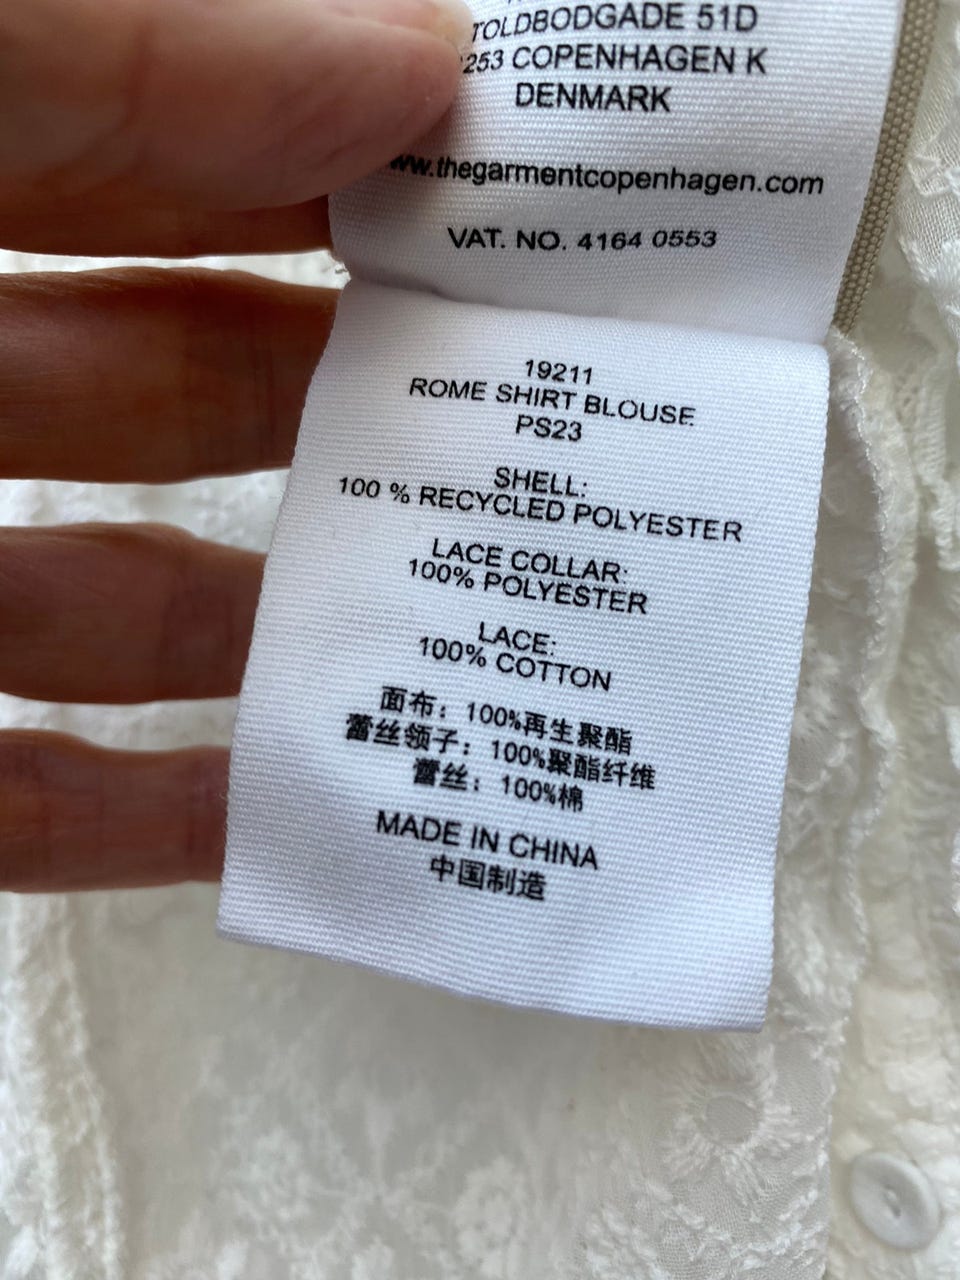 TOLDBODGADE 51D
253 COPENHAGEN K
DENMARK
www.thegarmentcopenhagen.com
VAT. NO. 4164 0553
19211
ROME SHIRT BLOUSE
PS23
SHELL:
100 % RECYCLED POLYESTER
LACE COLLAR:
100% POLYESTER
LACE:
100% COTTON
面布：100%再生聚酯
蕾丝领子：100%聚酯纤维
蕾丝：100%棉
MADE IN CHINA
中国制造